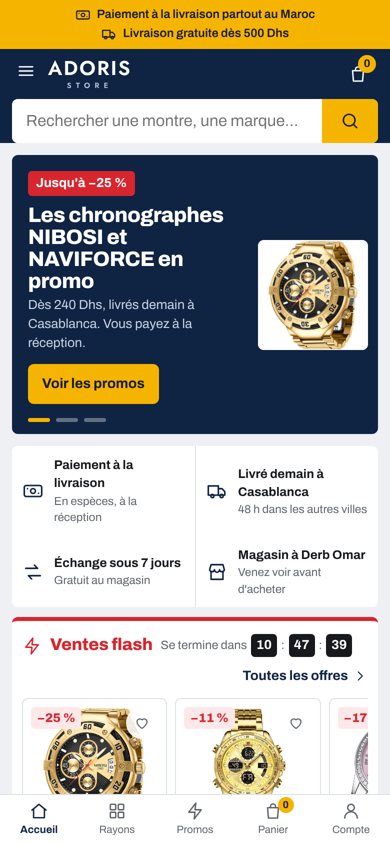 Paiement à la livraison partout au Maroc
Livraison gratuite dès 500 Dhs
ADORIS
STORE
0
Rechercher une montre, une marque...
Jusqu'à −25 %
Les chronographes
NIBOSI et
NAVIFORCE en
promo
Dès 240 Dhs, livrés demain à
Casablanca. Vous payez à la
réception.
Voir les promos
Paiement à la
livraison
En espèces, à la
réception
Livré demain à
Casablanca
48 h dans les autres villes
Échange sous 7 jours
Gratuit au magasin
Magasin à Derb Omar
Venez voir avant
d'acheter
Ventes flash Se termine dans 10 : 47 : 39
Toutes les offres
−25 %
−11 %
−17
Accueil
Rayons
Promos
0
Panier
Compte